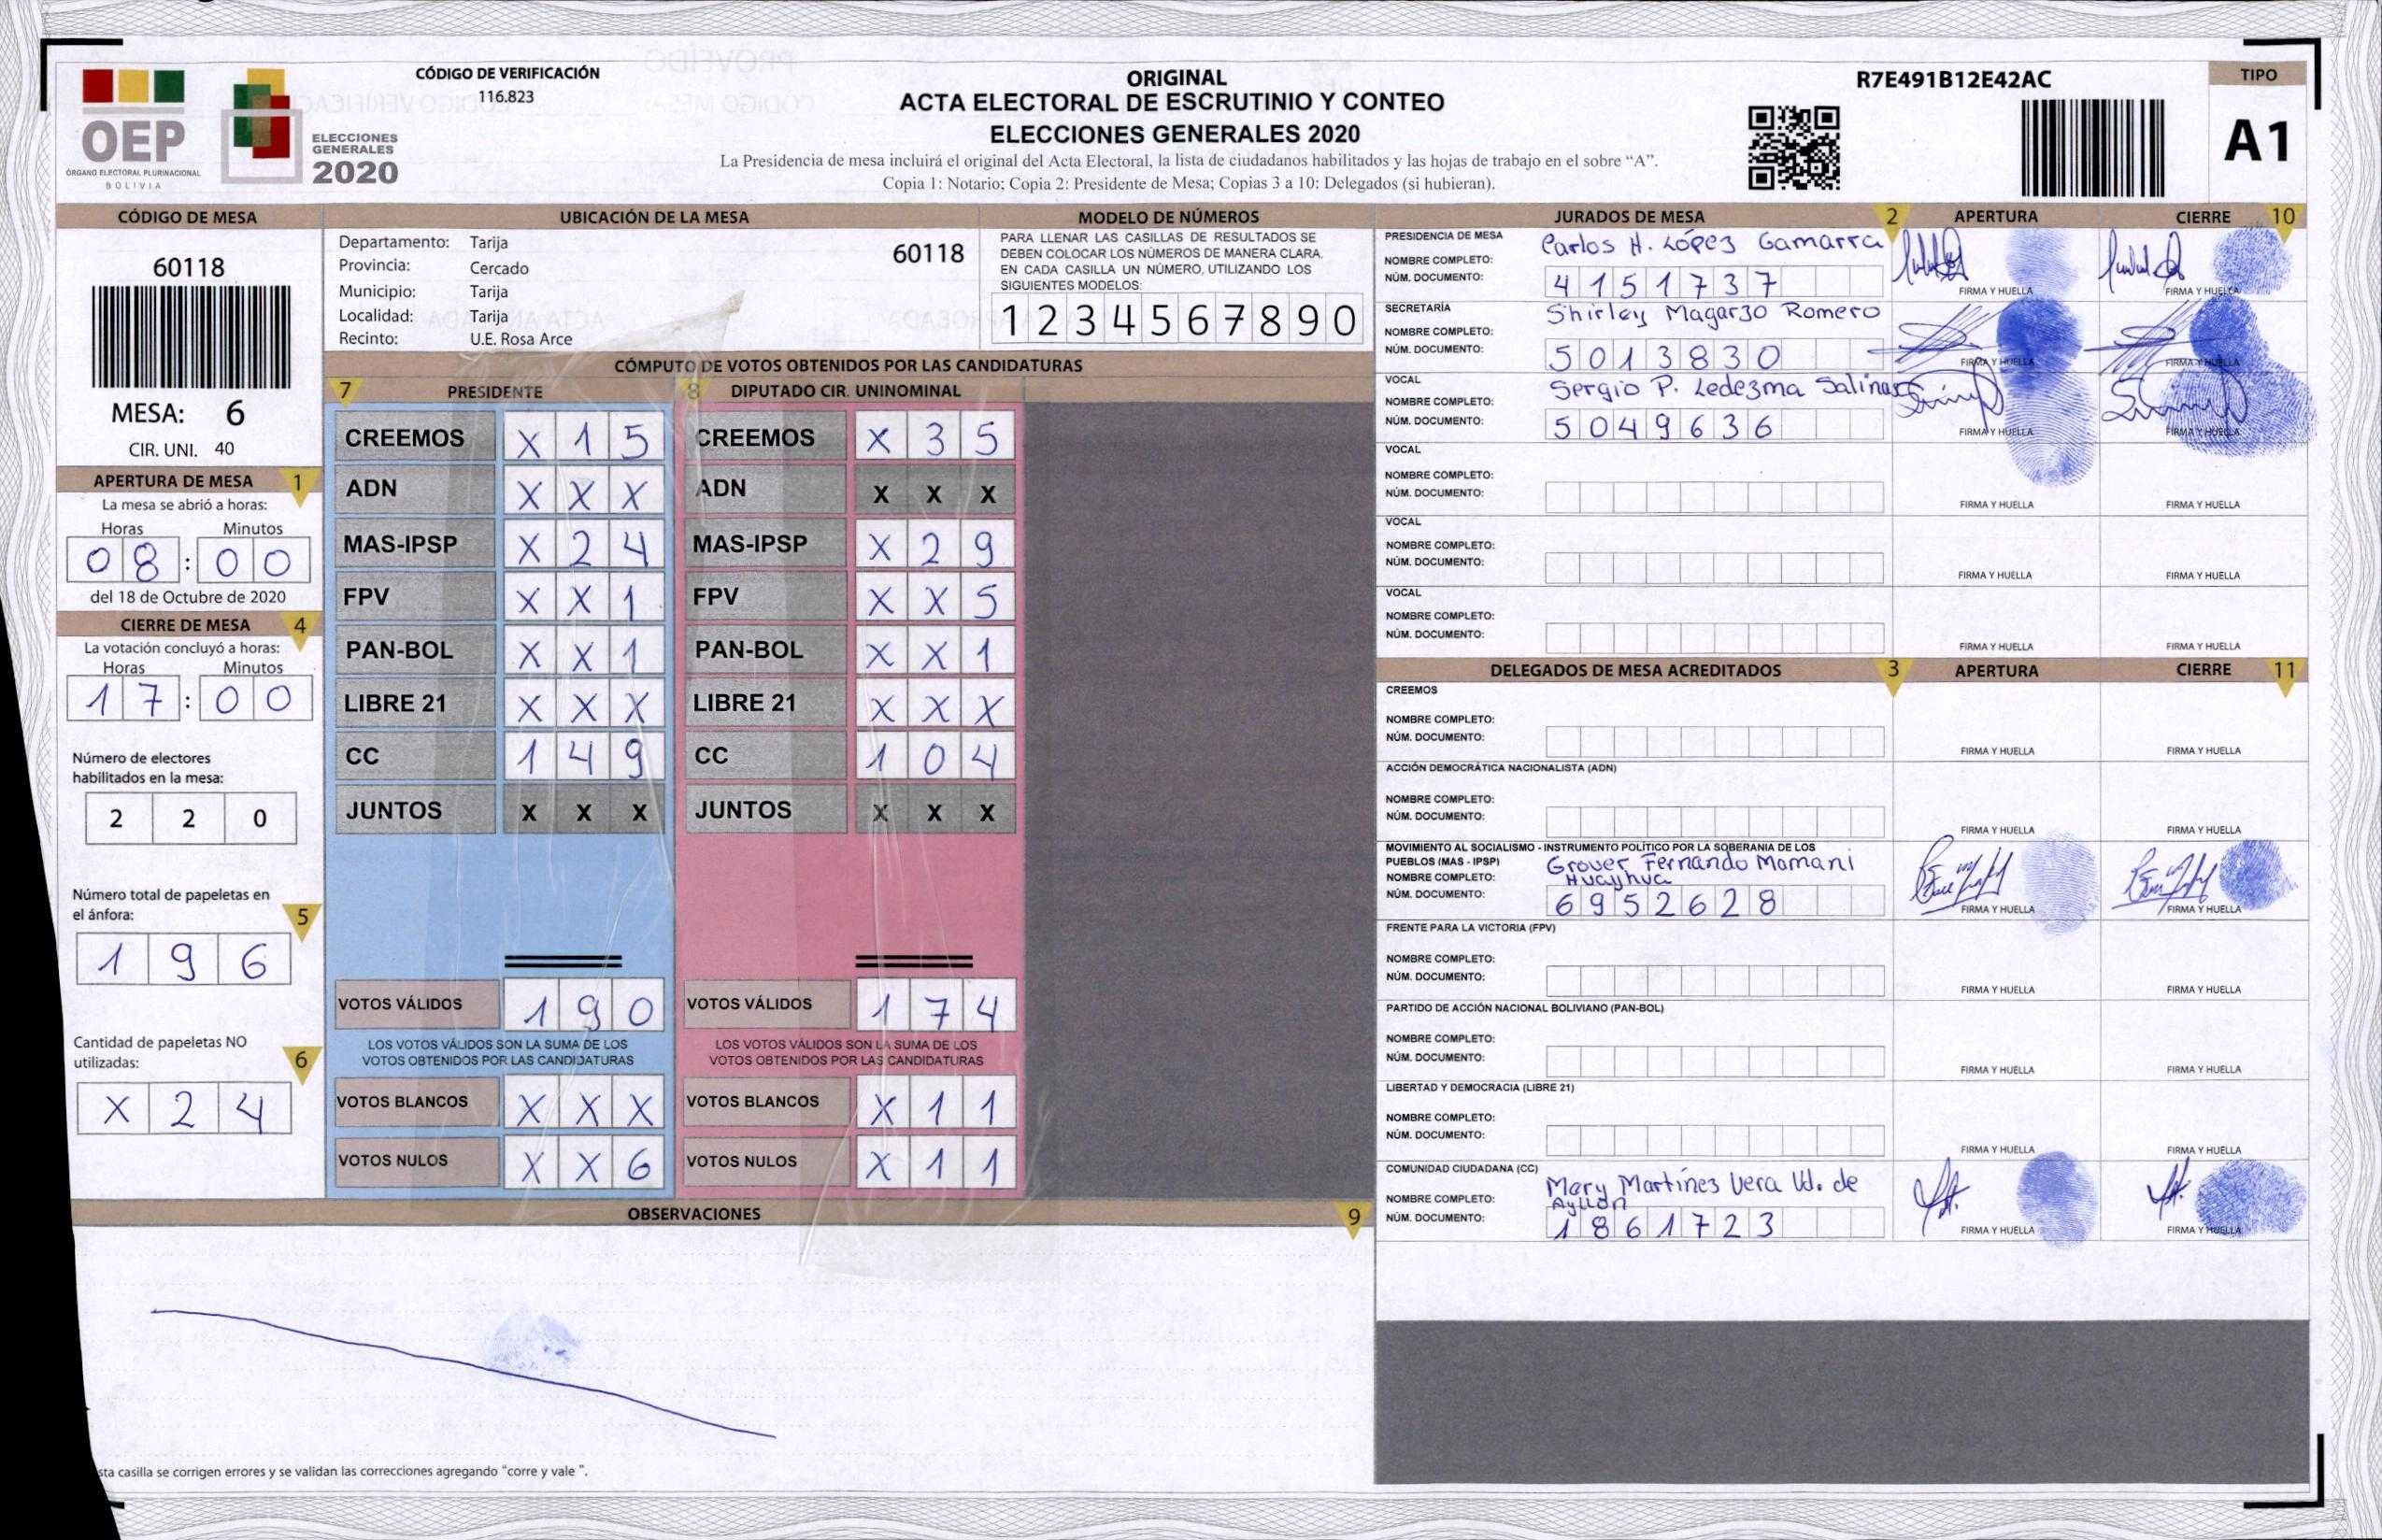 CÓDIGO DE VERIFICACIÓN
116.823
OEP
ÓRGANO ELECTORAL PLURINACIONAL
BOLIVIA
ELECCIONES
GENERALES
2020
ORIGINAL
ACTA ELECTORAL DE ESCRUTINIO Y CONTEO
ELECCIONES GENERALES 2020
La Presidencia de mesa incluirá el original del Acta Electoral, la lista de ciudadanos habilitados y las hojas de trabajo en el sobre “A”.
Copia 1: Notario; Copia 2: Presidente de Mesa; Copias 3 a 10: Delegados (si hubieran).
R7E491B12E42AC
TIPO
A1
CÓDIGO DE MESA
60118
MESA: 6
CIR. UNI. 40
APERTURA DE MESA 1
La mesa se abrió a horas:
Horas Minutos
08 : 00
del 18 de Octubre de 2020
CIERRE DE MESA 4
La votación concluyó a horas:
Horas Minutos
17 : 00
Número de electores
habilitados en la mesa:
2 2 0
Número total de papeletas en
el ánfora: 5
1 9 6
Cantidad de papeletas NO
utilizadas: 6
X 2 4
UBICACIÓN DE LA MESA
Departamento: Tarija
60118
Provincia: Cercado
Municipio: Tarija
Localidad: Tarija
Recinto: U.E. Rosa Arce
MODELO DE NÚMEROS
PARA LLENAR LAS CASILLAS DE RESULTADOS SE
DEBEN COLOCAR LOS NÚMEROS DE MANERA CLARA.
EN CADA CASILLA UN NÚMERO, UTILIZANDO LOS
SIGUIENTES MODELOS:
1 2 3 4 5 6 7 8 9 0
CÓMPUTO DE VOTOS OBTENIDOS POR LAS CANDIDATURAS
7 PRESIDENTE
CREEMOS X 1 5
ADN X X X
MAS-IPSP X 2 4
FPV X X 1
PAN-BOL X X 1
LIBRE 21 X X X
CC 1 4 9
JUNTOS X X X
VOTOS VÁLIDOS 1 9 0
LOS VOTOS VÁLIDOS SON LA SUMA DE LOS
VOTOS OBTENIDOS POR LAS CANDIDATURAS
VOTOS BLANCOS X X X
VOTOS NULOS X X 6
8 DIPUTADO CIR. UNINOMINAL
CREEMOS X 3 5
ADN X X X
MAS-IPSP X 2 9
FPV X X 5
PAN-BOL X X 1
LIBRE 21 X X X
CC 1 0 4
JUNTOS X X X
VOTOS VÁLIDOS 1 7 4
LOS VOTOS VÁLIDOS SON LA SUMA DE LOS
VOTOS OBTENIDOS POR LAS CANDIDATURAS
VOTOS BLANCOS X 1 1
VOTOS NULOS X 1 1
OBSERVACIONES 9
sta casilla se corrigen errores y se validan las correcciones agregando “corre y vale ”.
JURADOS DE MESA 2 APERTURA CIERRE 10
PRESIDENCIA DE MESA
NOMBRE COMPLETO: Carlos H. López Gamarra
NÚM. DOCUMENTO: 4151737
FIRMA Y HUELLA FIRMA Y HUELLA
SECRETARÍA
NOMBRE COMPLETO: Shirley Magarzo Romero
NÚM. DOCUMENTO: 5013830
FIRMA Y HUELLA FIRMA Y HUELLA
VOCAL
NOMBRE COMPLETO: Sergio P. Ledezma Salinas
NÚM. DOCUMENTO: 5049636
FIRMA Y HUELLA FIRMA Y HUELLA
VOCAL
NOMBRE COMPLETO:
NÚM. DOCUMENTO:
FIRMA Y HUELLA FIRMA Y HUELLA
VOCAL
NOMBRE COMPLETO:
NÚM. DOCUMENTO:
FIRMA Y HUELLA FIRMA Y HUELLA
VOCAL
NOMBRE COMPLETO:
NÚM. DOCUMENTO:
FIRMA Y HUELLA FIRMA Y HUELLA
DELEGADOS DE MESA ACREDITADOS 3 APERTURA CIERRE 11
CREEMOS
NOMBRE COMPLETO:
NÚM. DOCUMENTO:
FIRMA Y HUELLA FIRMA Y HUELLA
ACCIÓN DEMOCRÁTICA NACIONALISTA (ADN)
NOMBRE COMPLETO:
NÚM. DOCUMENTO:
FIRMA Y HUELLA FIRMA Y HUELLA
MOVIMIENTO AL SOCIALISMO - INSTRUMENTO POLÍTICO POR LA SOBERANIA DE LOS
PUEBLOS (MAS - IPSP) Grover Fernando Mamani
NOMBRE COMPLETO: Huayhua
NÚM. DOCUMENTO: 6952628
FIRMA Y HUELLA FIRMA Y HUELLA
FRENTE PARA LA VICTORIA (FPV)
NOMBRE COMPLETO:
NÚM. DOCUMENTO:
FIRMA Y HUELLA FIRMA Y HUELLA
PARTIDO DE ACCIÓN NACIONAL BOLIVIANO (PAN-BOL)
NOMBRE COMPLETO:
NÚM. DOCUMENTO:
FIRMA Y HUELLA FIRMA Y HUELLA
LIBERTAD Y DEMOCRACIA (LIBRE 21)
NOMBRE COMPLETO:
NÚM. DOCUMENTO:
FIRMA Y HUELLA FIRMA Y HUELLA
COMUNIDAD CIUDADANA (CC)
Mary Martínes Vera Vd. de
NOMBRE COMPLETO: Ayllón
NÚM. DOCUMENTO: 1861723
FIRMA Y HUELLA FIRMA Y HUELLA